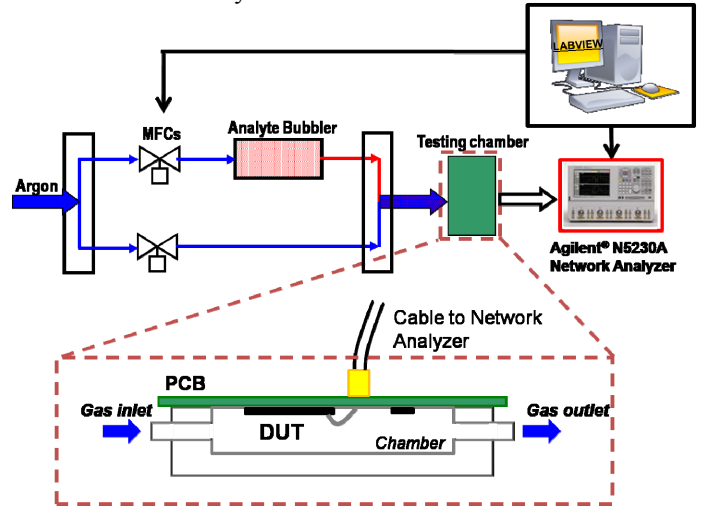 LABVIEW
MFCs
Analyte Bubbler
Testing chamber
Argon
Agilent® N5230A
Network Analyzer
Cable to Network
Analyzer
PCB
Gas inlet
Gas outlet
DUT
Chamber